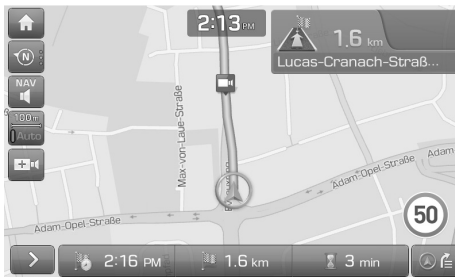 2:13 PM
1.6 km
Lucas-Cranach-Straß...
N
NAV
100m
Auto
Max-von-Laue-Straße
Adam-Opel-Straße
Adam
Adam-Opel-Straße
50
2:16 PM
1.6 km
3 min